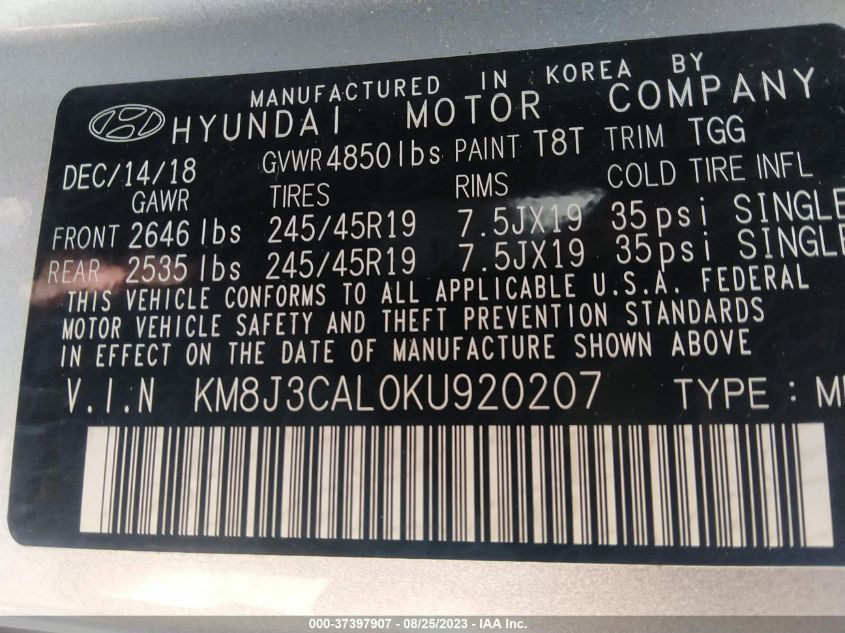 MANUFACTURED IN KOREA BY
HYUNDAI MOTOR COMPANY
DEC/14/18 GVWR 4850lbs PAINT T8T TRIM TGG
GAWR TIRES RIMS COLD TIRE INFL
FRONT 2646 lbs 245/45R19 7.5JX19 35psi SINGLE
REAR 2535 lbs 245/45R19 7.5JX19 35psi SINGLE
THIS VEHICLE CONFORMS TO ALL APPLICABLE U.S.A. FEDERAL
MOTOR VEHICLE SAFETY AND THEFT PREVENTION STANDARDS
IN EFFECT ON THE DATE OF MANUFACTURE SHOWN ABOVE
V.I.N KM8J3CAL0KU920207 TYPE:
000-37397907 - 08/25/2023 - IAA Inc.